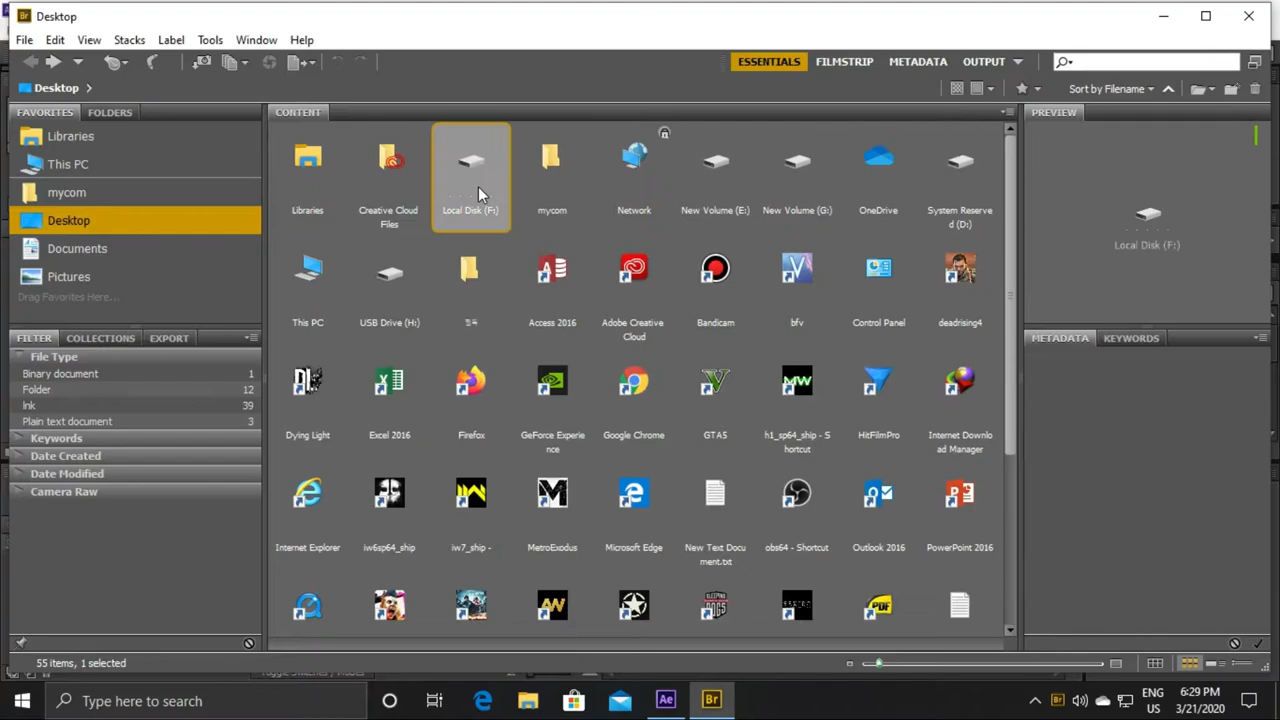 Br Desktop
File Edit View Stacks Label Tools Window Help
ESSENTIALS FILMSTRIP METADATA OUTPUT
Desktop
Sort by Filename
FAVORITES FOLDERS
Libraries
This PC
mycom
Desktop
Documents
Pictures
Drag Favorites Here...
FILTER COLLECTIONS EXPORT
File Type
Binary document 1
Folder 12
lnk 39
Plain text document 3
Keywords
Date Created
Date Modified
Camera Raw
CONTENT
Libraries
Creative Cloud
Files
Local Disk (F:)
mycom
Network
New Volume (E:)
New Volume (G:)
OneDrive
System Reserve
d (D:)
This PC
USB Drive (H:)
Access 2016
Adobe Creative
Cloud
Bandicam
bfv
Control Panel
deadrising4
Dying Light
Excel 2016
Firefox
GeForce Experie
nce
Google Chrome
GTA5
h1_sp64_ship - S
hortcut
HitFilmPro
Internet Downlo
ad Manager
Internet Explorer
iw6sp64_ship
iw7_ship -
MetroExodus
Microsoft Edge
New Text Docu
ment.txt
obs64 - Shortcut
Outlook 2016
PowerPoint 2016
PREVIEW
Local Disk (F:)
METADATA KEYWORDS
55 items, 1 selected
Type here to search
Ae
Br
ENG
US
6:29 PM
3/21/2020